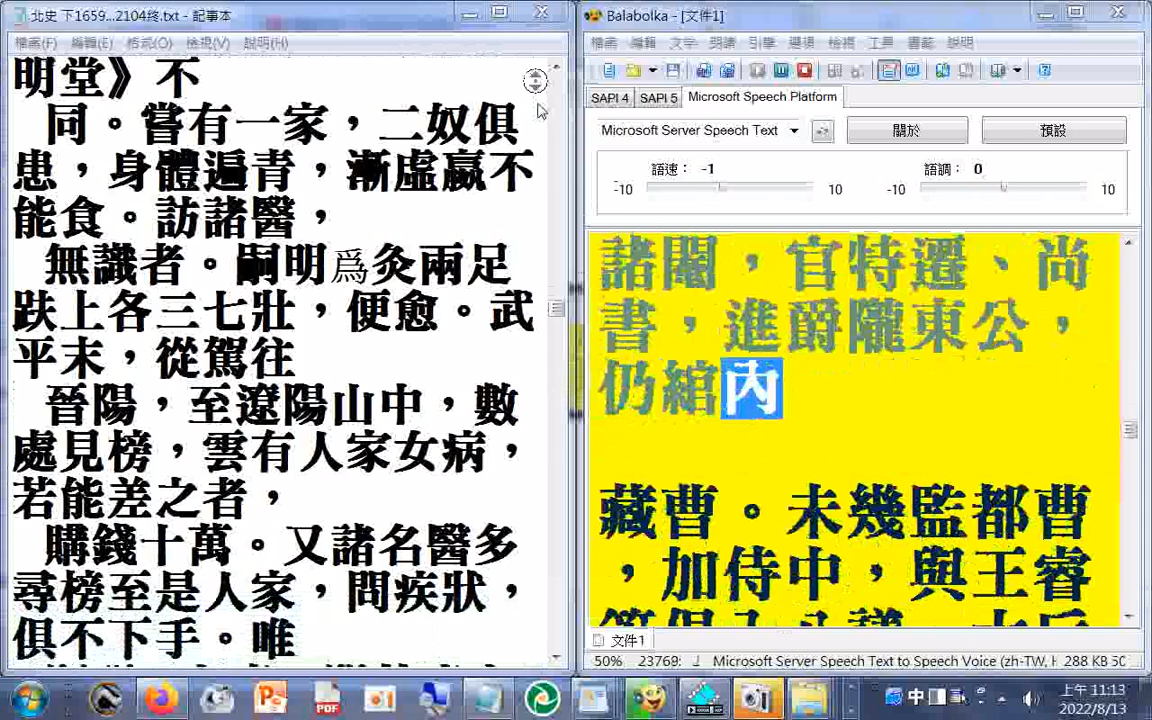 北史 下1659...2104終.txt - 記事本
檔案(F) 編輯(E) 格式(O) 檢視(V) 說明(H)
明堂》不
同。嘗有一家，二奴俱
患，身體遍青，漸虛羸不
能食。訪諸醫，
無識者。嗣明爲灸兩足
趺上各三七壯，便愈。武
平末，從駕往
晉陽，至遼陽山中，數
處見榜，雲有人家女病，
若能差之者，
購錢十萬。又諸名醫多
尋榜至是人家，問疾狀，
俱不下手。唯
Balabolka - [文件1]
檔案 編輯 文字 朗讀 引擎 選項 檢視 工具 書籤 說明
SAPI 4 SAPI 5 Microsoft Speech Platform
Microsoft Server Speech Text 關於 預設
語速： -1 語調： 0
-10 10 -10 10
諸闈，官特遷、尚
書，進爵隴東公，
仍綰內
藏曹。未幾監都曹
，加侍中，與王睿
等俱入八議。太后
文件1
50% 23769: Microsoft Server Speech Text to Speech Voice (zh-TW, H 288 KB 50
PDF
中
上午 11:13
2022/8/13